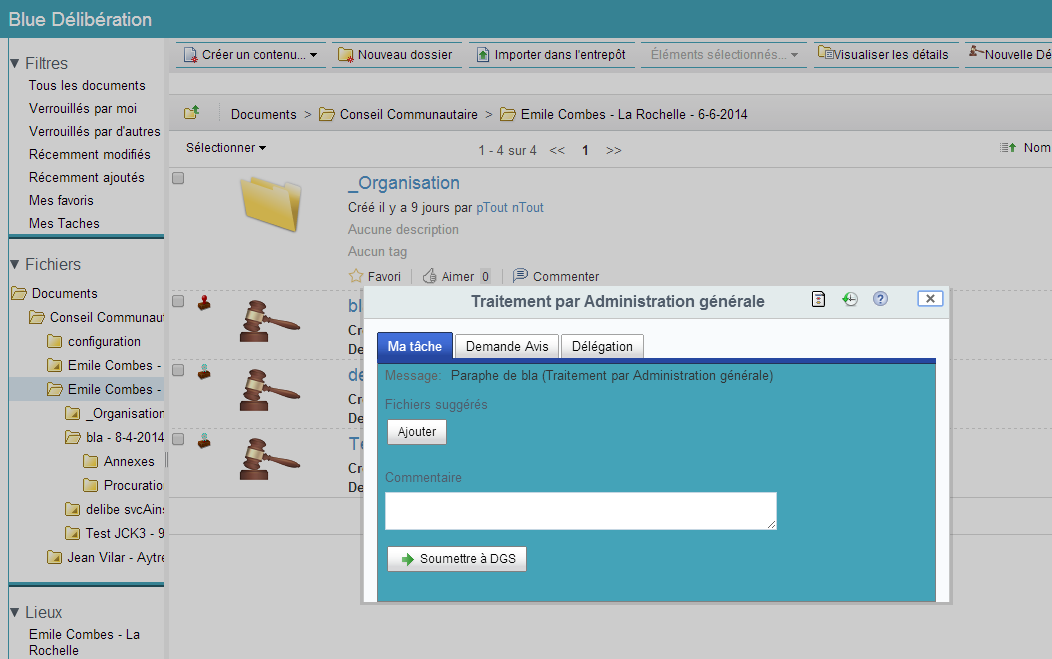 Blue Délibération
Filtres
Tous les documents
Verrouillés par moi
Verrouillés par d'autres
Récemment modifiés
Récemment ajoutés
Mes favoris
Mes Taches
Fichiers
Documents
Conseil Communau
configuration
Emile Combes -
Emile Combes -
_Organisation
bla - 8-4-2014
Annexes
Procuratio
delibe svcAin
Test JCK3 - 9
Jean Vilar - Aytre
Lieux
Emile Combes - La
Rochelle
Créer un contenu... Nouveau dossier Importer dans l'entrepôt Éléments sélectionnés... Visualiser les détails Nouvelle Dé
Documents > Conseil Communautaire > Emile Combes - La Rochelle - 6-6-2014
Sélectionner 1 - 4 sur 4 << 1 >> Nom
_Organisation
Créé il y a 9 jours par pTout nTout
Aucune description
Aucun tag
Favori Aimer 0 Commenter
bl
Cr
De
de
Cr
De
Te
Cr
De
Traitement par Administration générale
Ma tâche Demande Avis Délégation
Message: Paraphe de bla (Traitement par Administration générale)
Fichiers suggérés
Ajouter
Commentaire
Soumettre à DGS